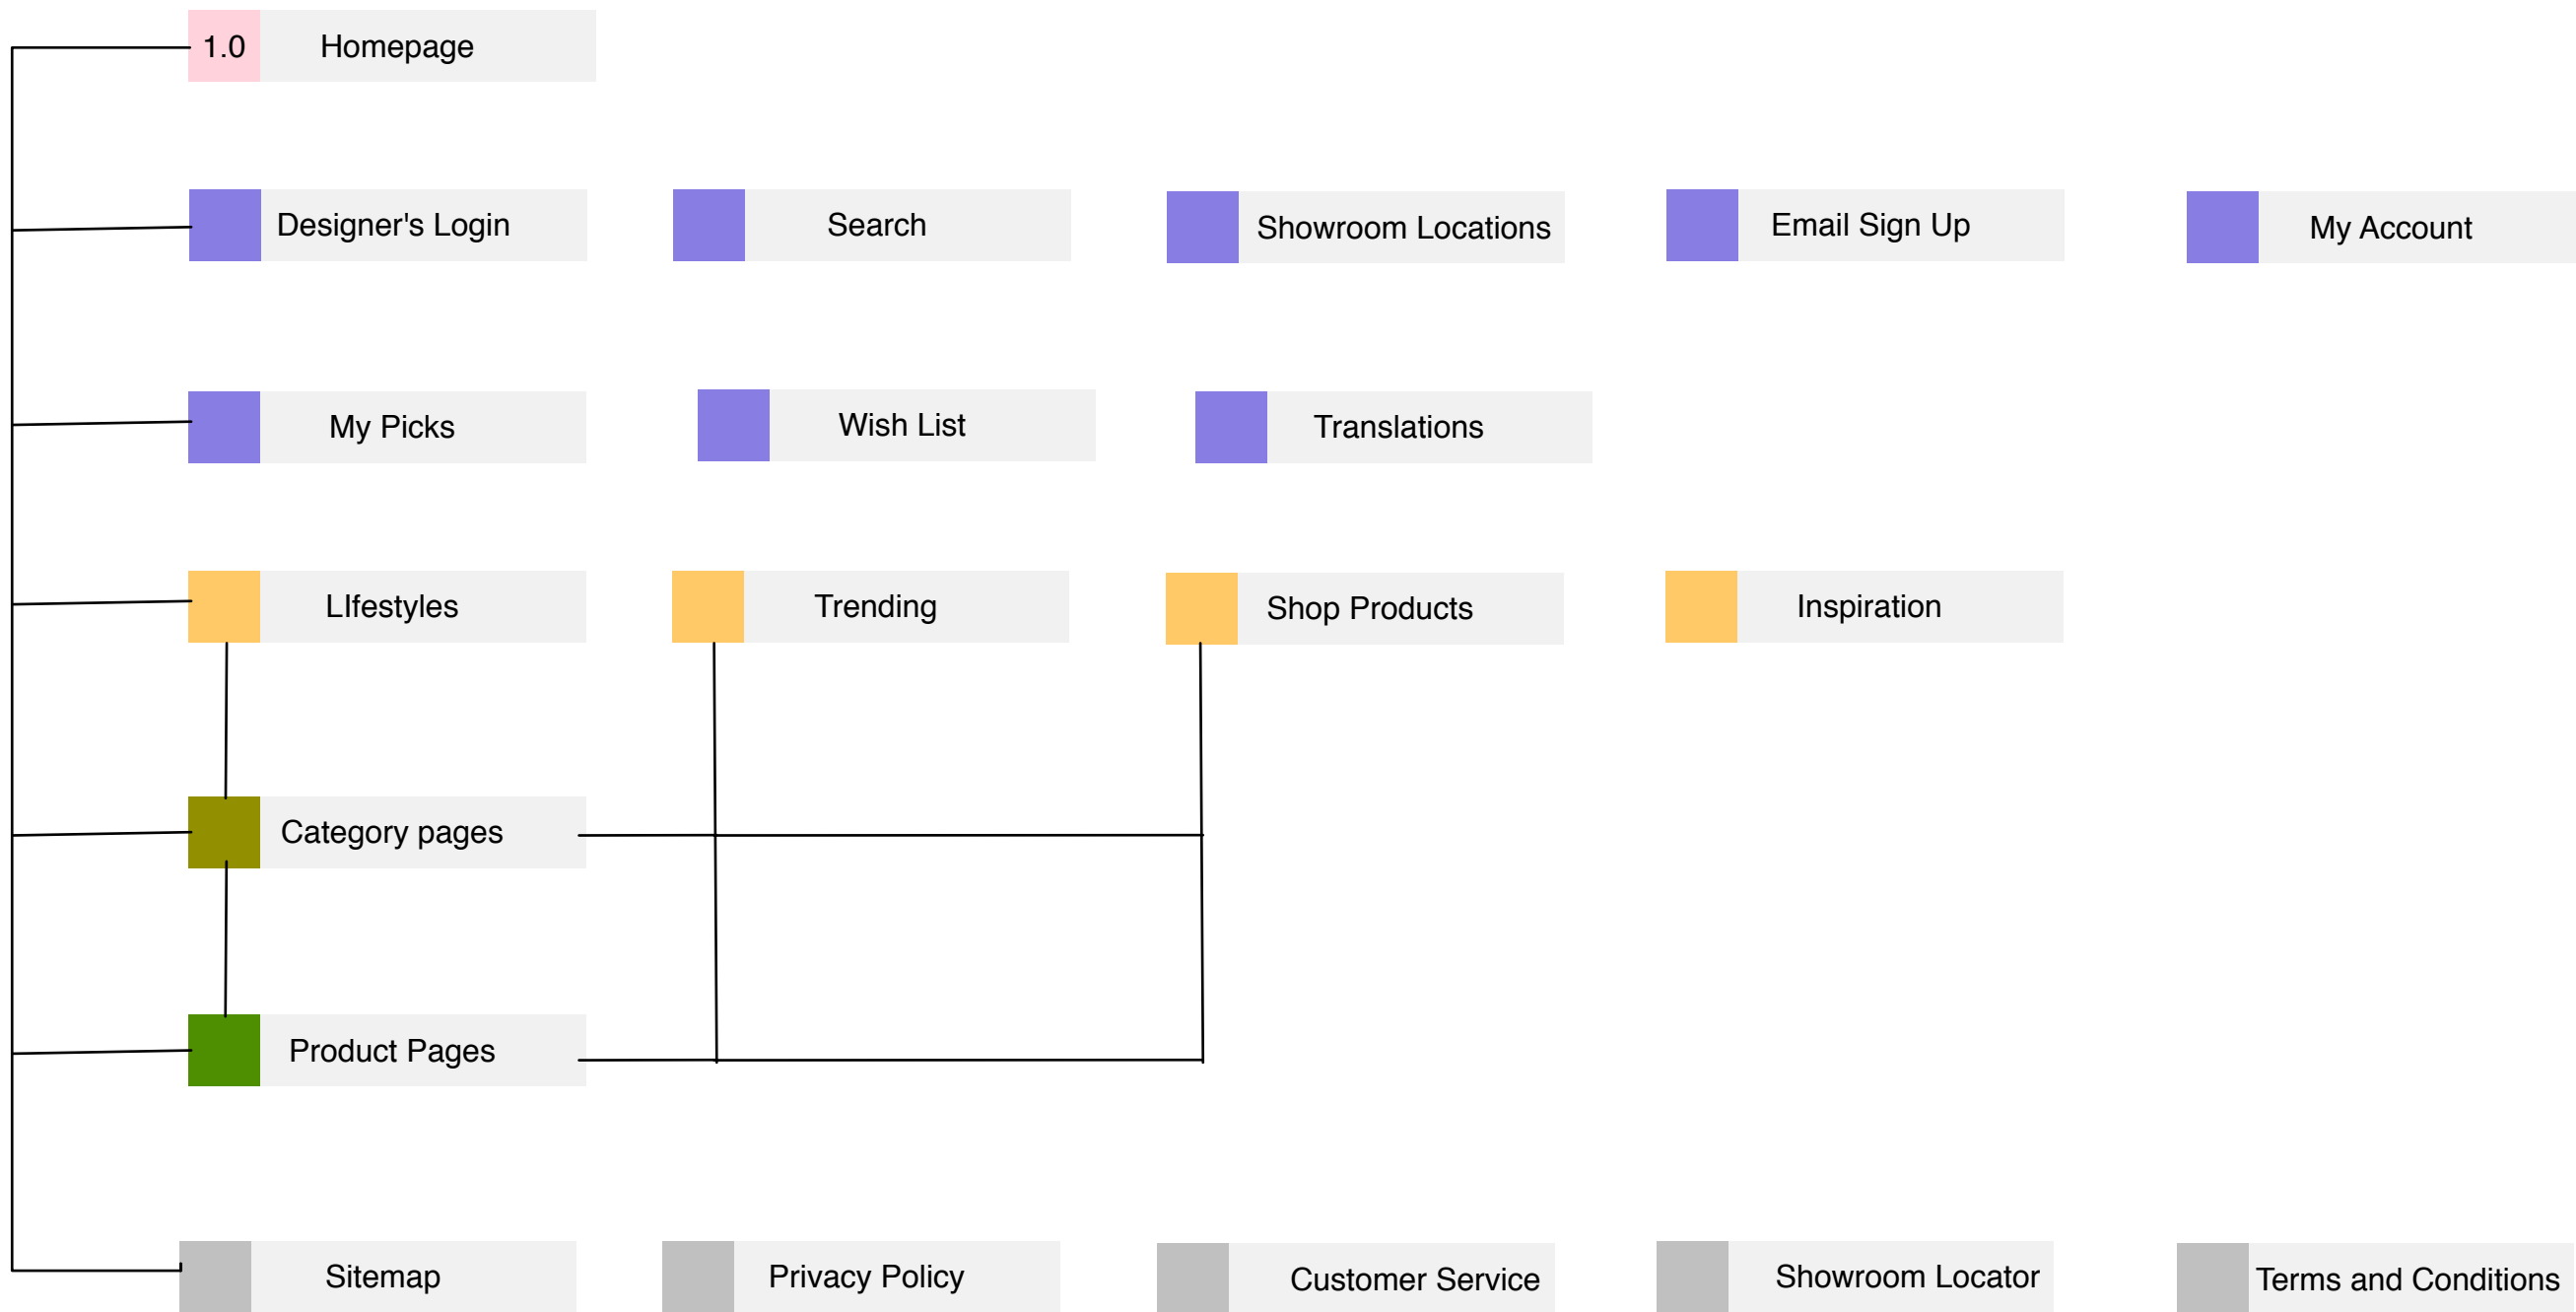 1.0 Homepage
Designer's Login
Search
Showroom Locations
Email Sign Up
My Account
My Picks
Wish List
Translations
LIfestyles
Trending
Shop Products
Inspiration
Category pages
Product Pages
Sitemap
Privacy Policy
Customer Service
Showroom Locator
Terms and Conditions